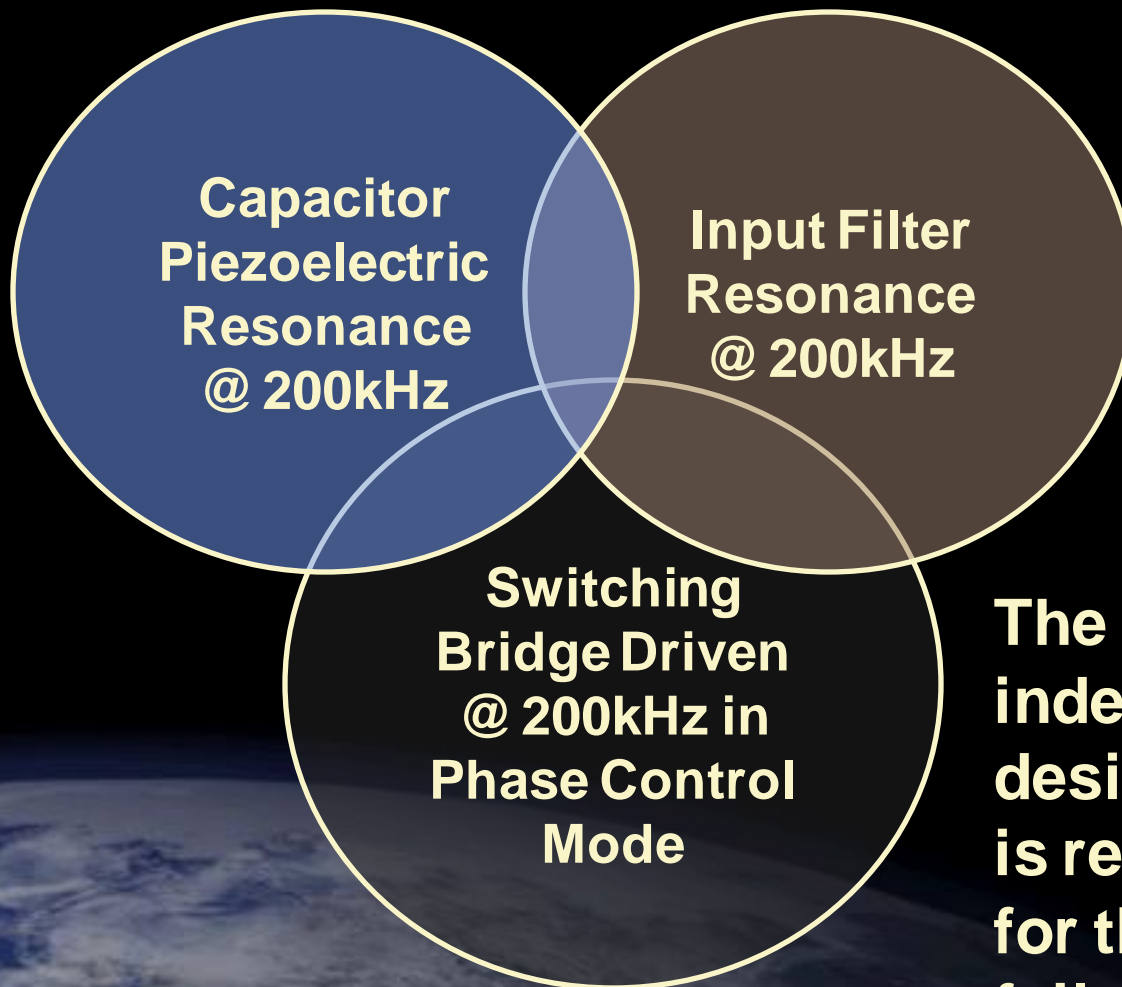 Capacitor
Piezoelectric
Resonance
@ 200kHz
Input Filter
Resonance
@ 200kHz
Switching
Bridge Driven
@ 200kHz in
Phase Control
Mode
The
inde
desi
is re
for th